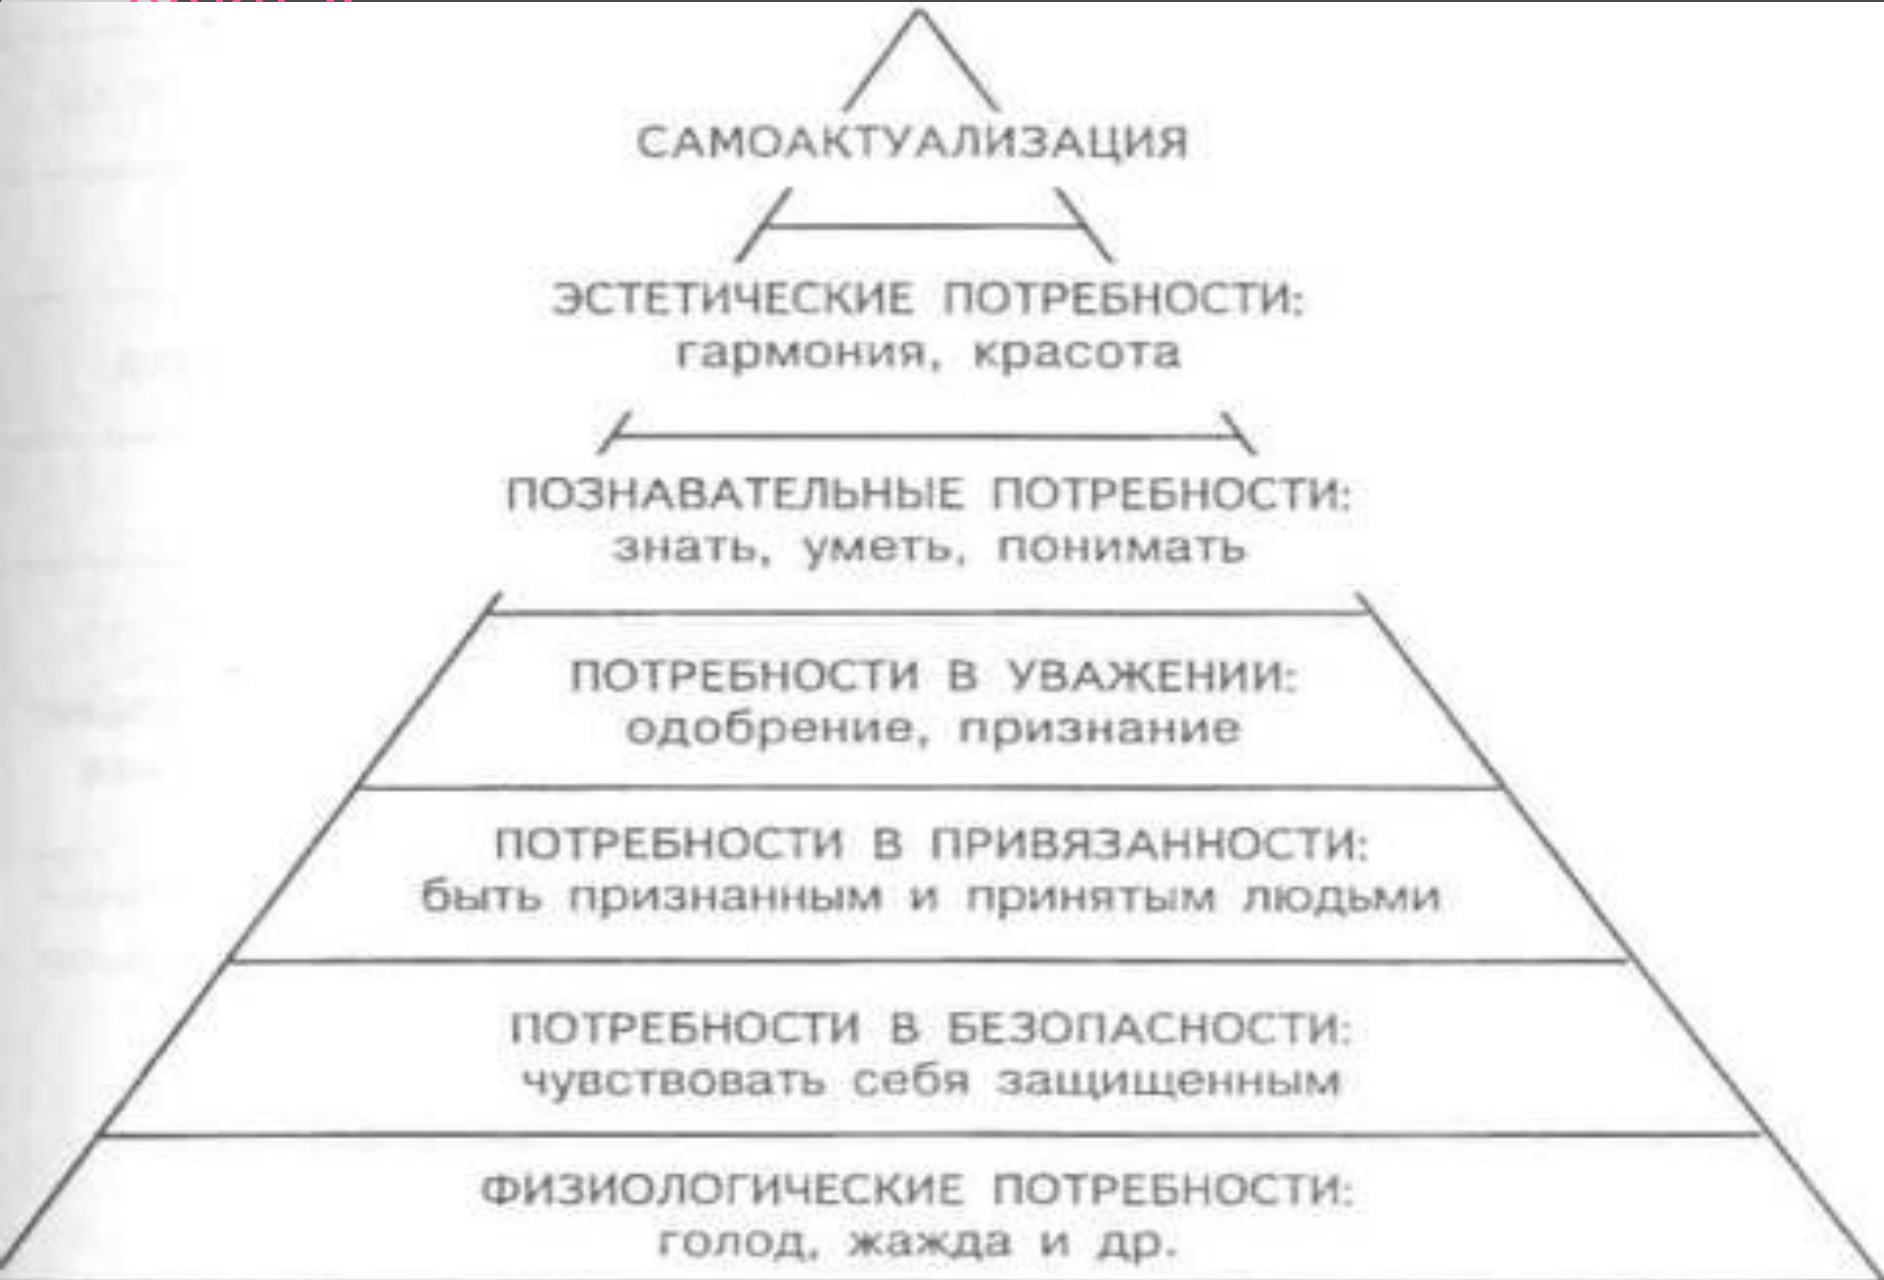 САМОАКТУАЛИЗАЦИЯ
ЭСТЕТИЧЕСКИЕ ПОТРЕБНОСТИ:
гармония, красота
ПОЗНАВАТЕЛЬНЫЕ ПОТРЕБНОСТИ:
знать, уметь, понимать
ПОТРЕБНОСТИ В УВАЖЕНИИ:
одобрение, признание
ПОТРЕБНОСТИ В ПРИВЯЗАННОСТИ:
быть признанным и принятым людьми
ПОТРЕБНОСТИ В БЕЗОПАСНОСТИ:
чувствовать себя защищенным
ФИЗИОЛОГИЧЕСКИЕ ПОТРЕБНОСТИ:
голод, жажда и др.